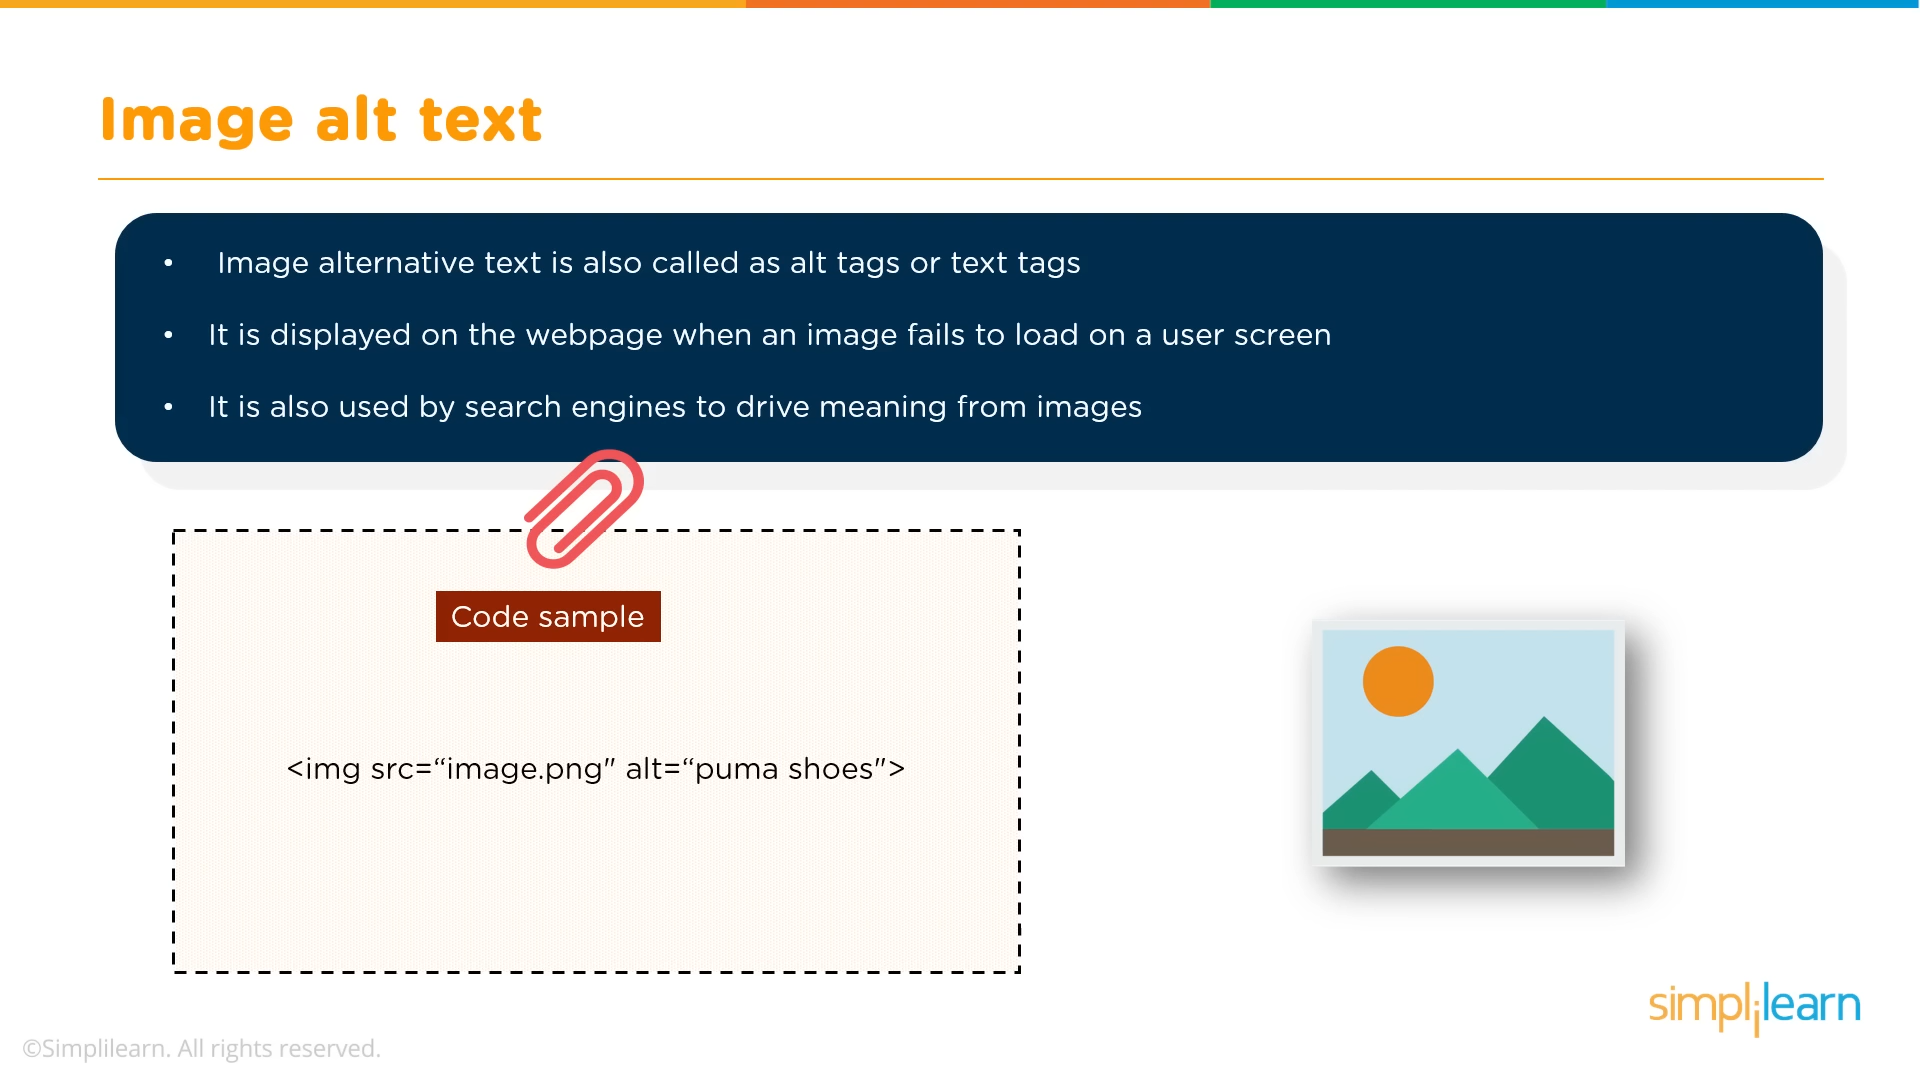 Image alt text
• Image alternative text is also called as alt tags or text tags
• It is displayed on the webpage when an image fails to load on a user screen
• It is also used by search engines to drive meaning from images
Code sample
<img src=“image.png" alt=“puma shoes">
simplilearn
©Simplilearn. All rights reserved.